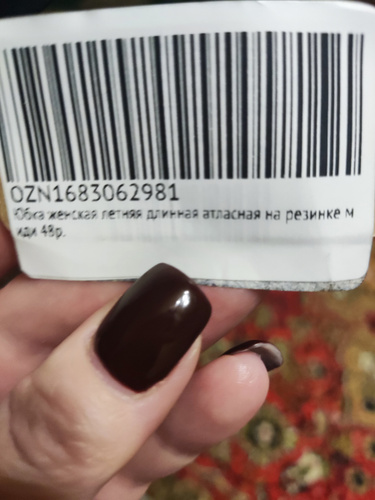 OZN1683062981
Юбка женская летняя длинная атласная на резинке м
иди 48р.